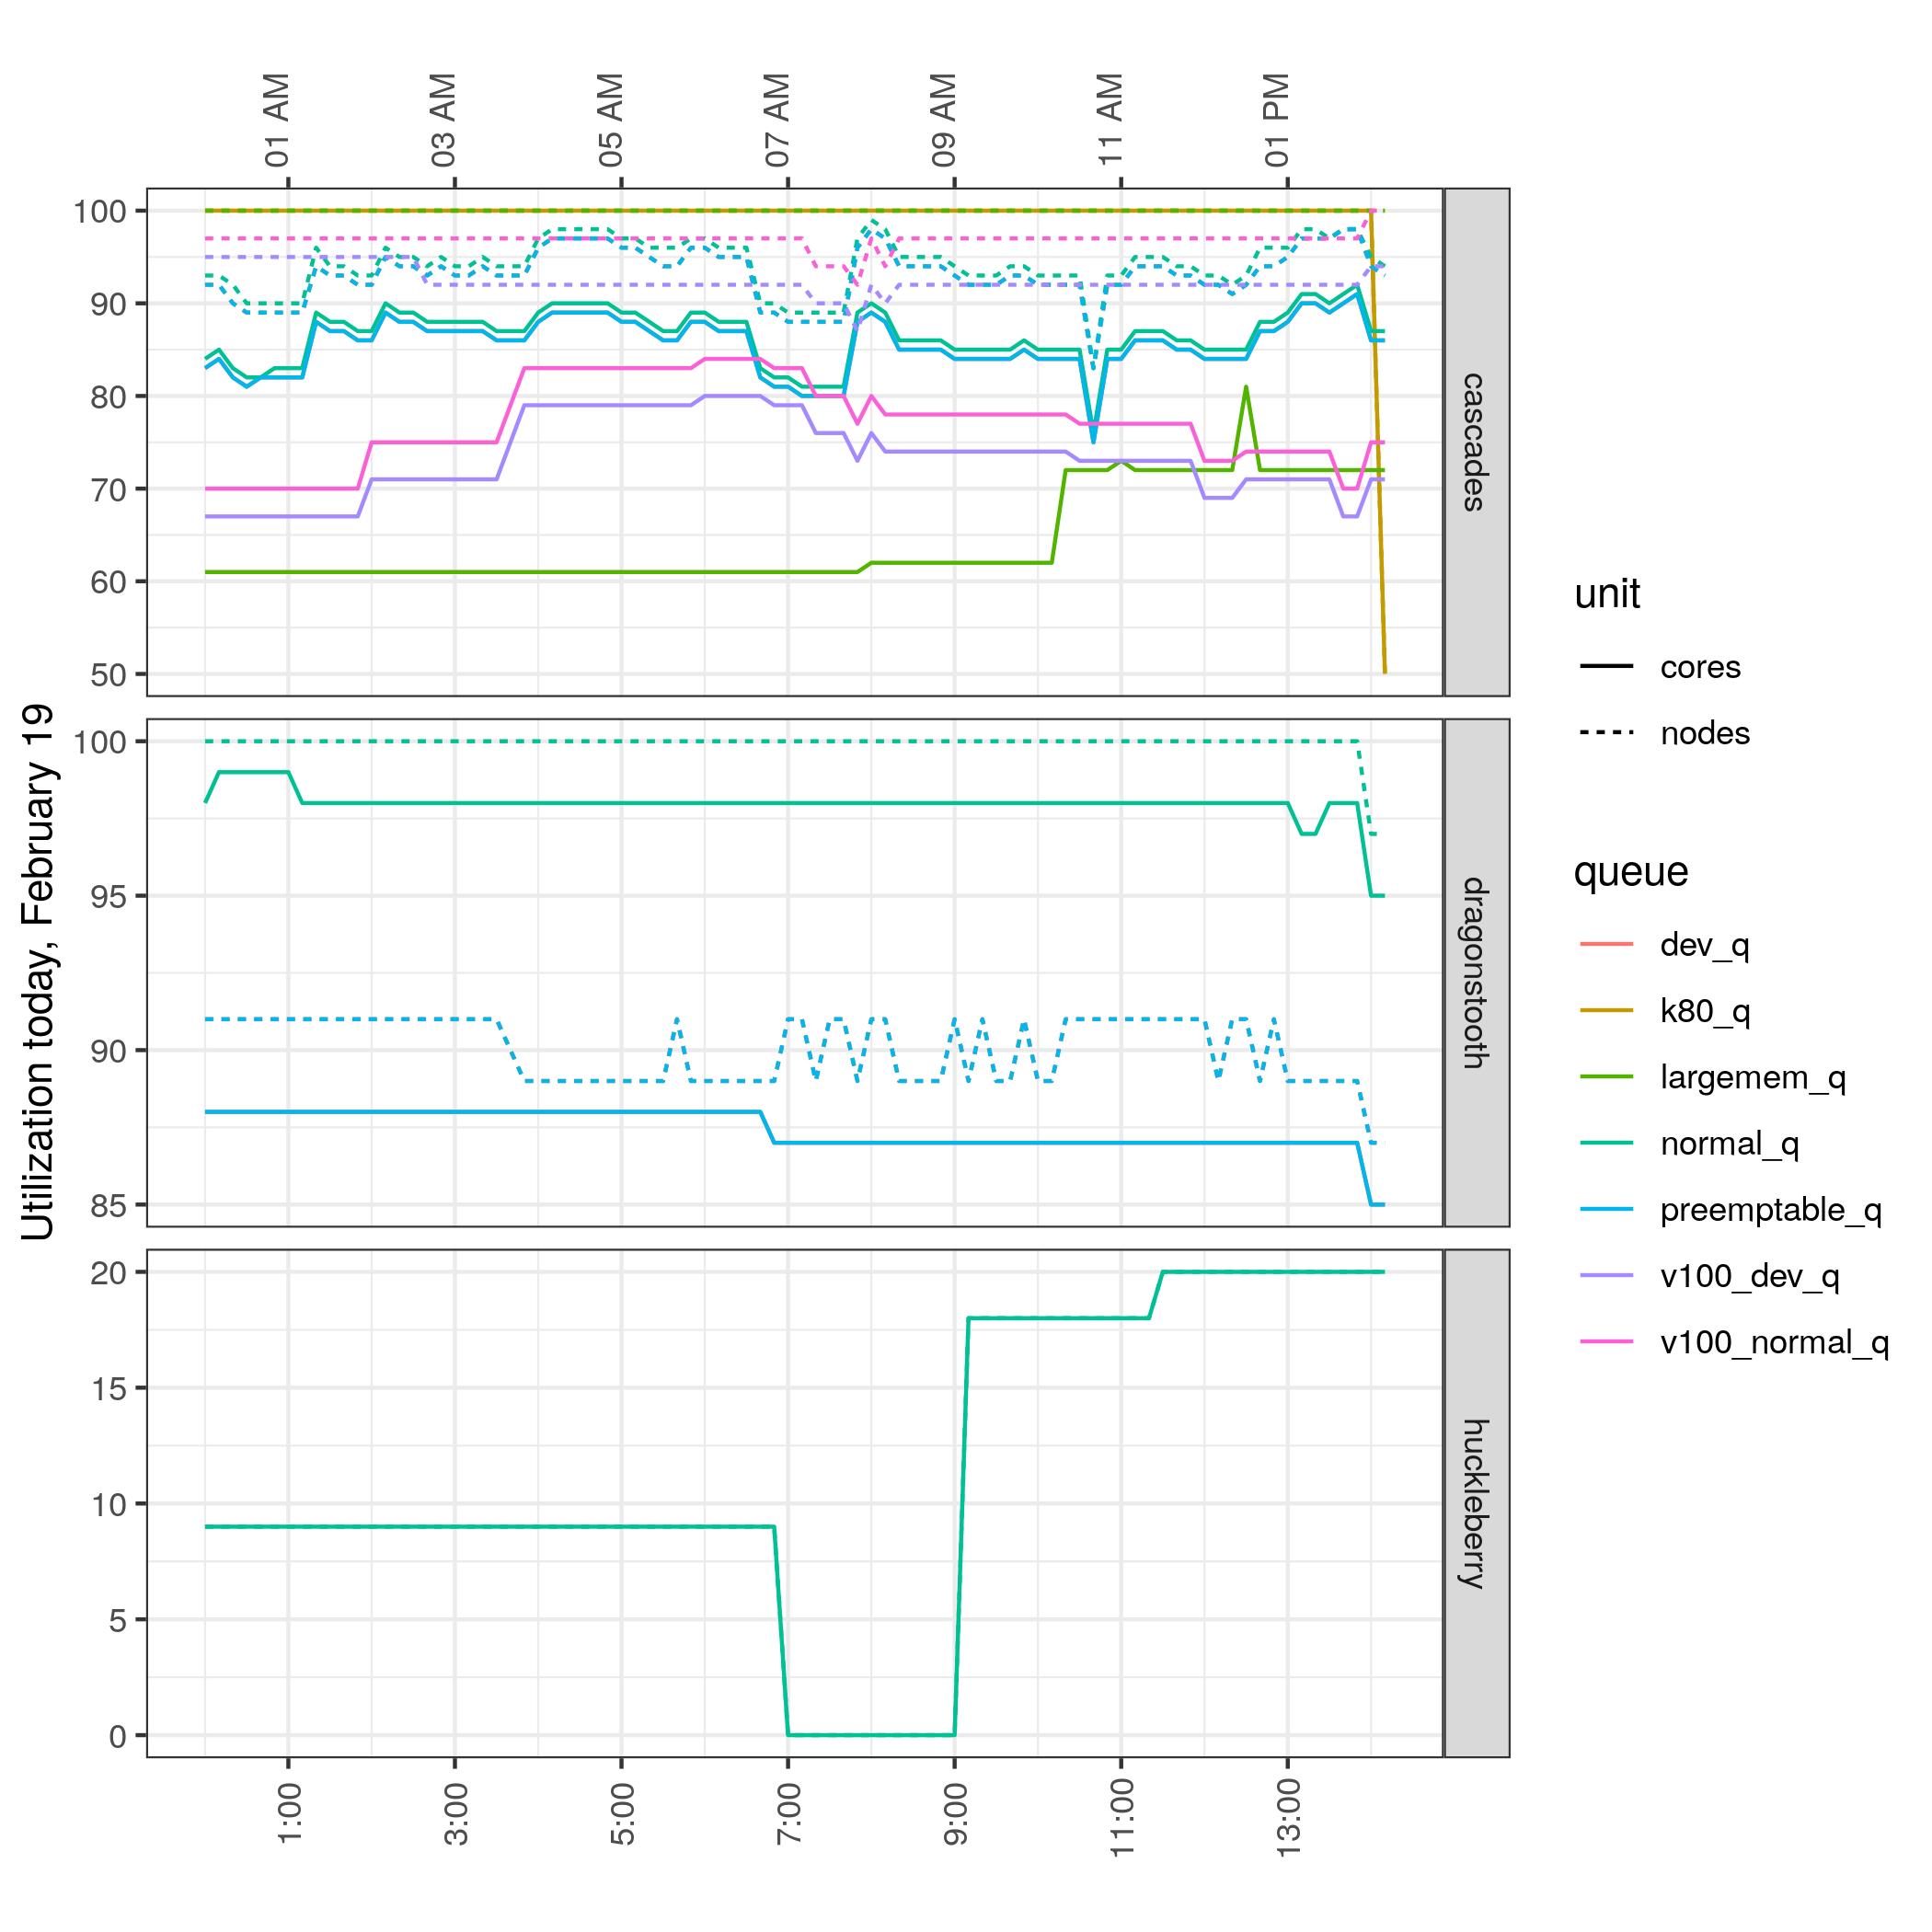 01 AM
03 AM
05 AM
07 AM
09 AM
11 AM
01 PM
Utilization today, February 19
100
90
80
70
60
50
cascades
100
95
90
85
dragonstooth
20
15
10
5
0
huckleberry
1:00
3:00
5:00
7:00
9:00
11:00
13:00
unit
cores
nodes
queue
dev_q
k80_q
largemem_q
normal_q
preemptable_q
v100_dev_q
v100_normal_q